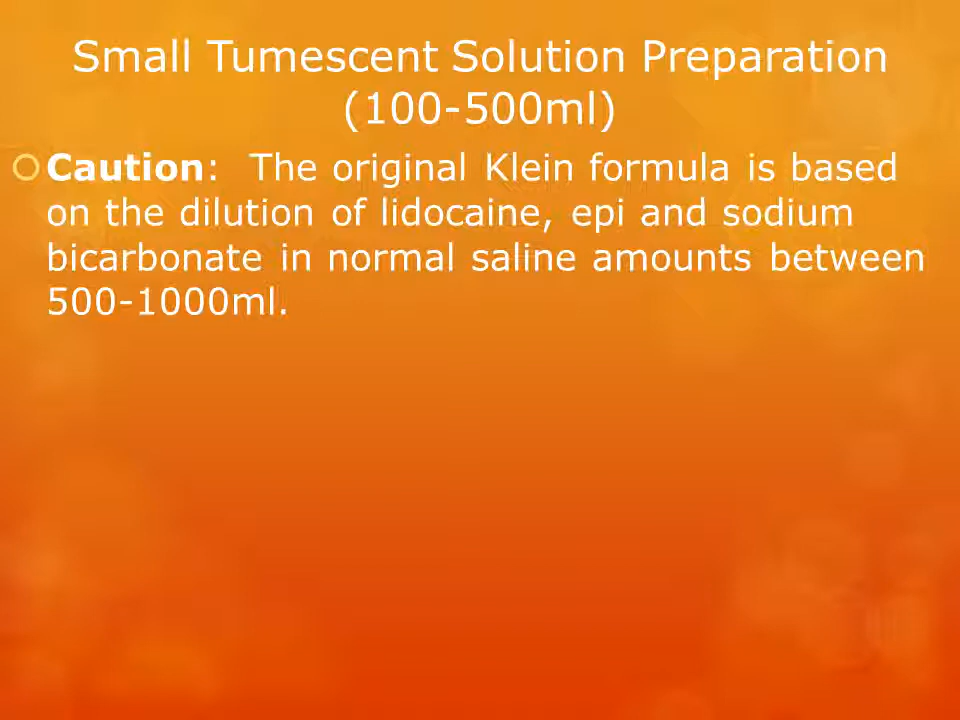 Small Tumescent Solution Preparation
(100-500ml)
Caution:  The original Klein formula is based
on the dilution of lidocaine, epi and sodium
bicarbonate in normal saline amounts between
500-1000ml.